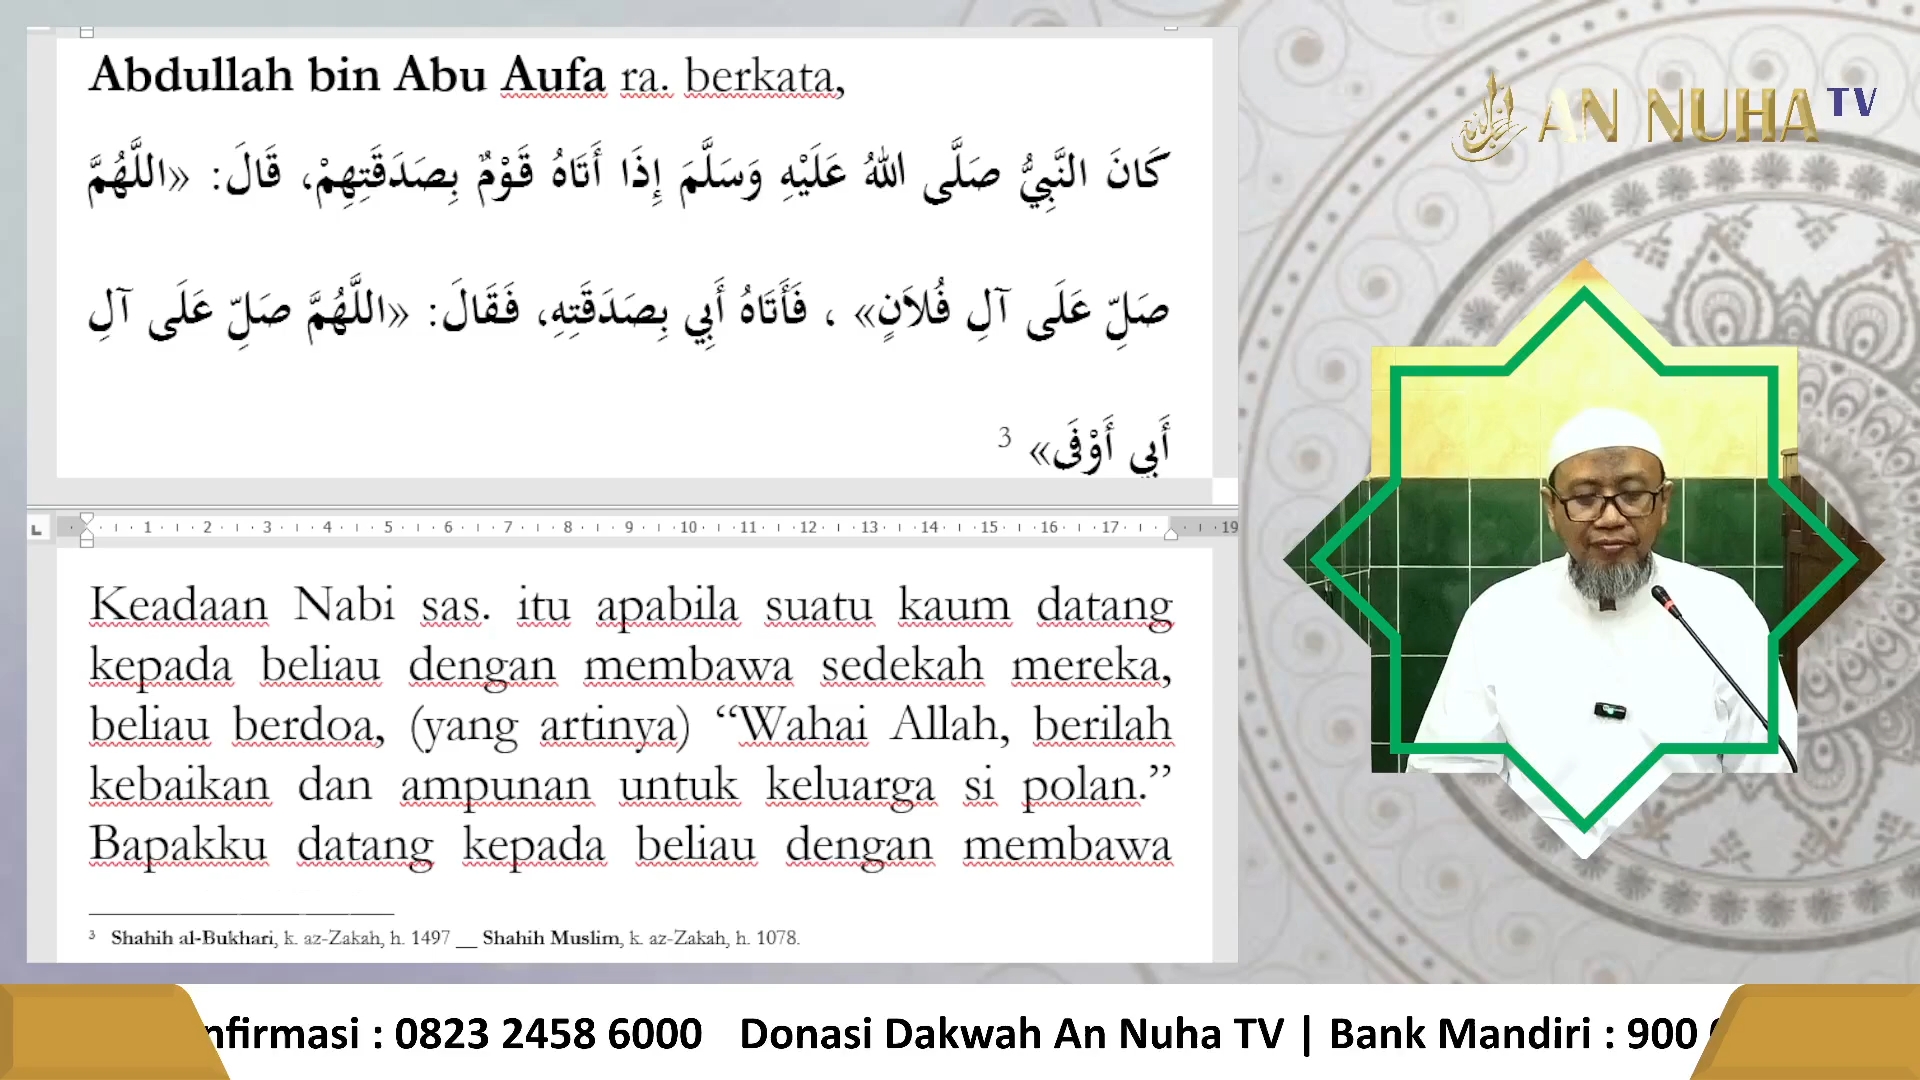 Abdullah bin Abu Aufa ra. berkata,
كَانَ النَّبِيُّ صَلَّى اللهُ عَلَيْهِ وَسَلَّمَ إِذَا أَتَاهُ قَوْمٌ بِصَدَقَتِهِمْ، قَالَ: «اللَّهُمَّ
صَلِّ عَلَى آلِ فُلاَنٍ» ، فَأَتَاهُ أَبِي بِصَدَقَتِهِ، فَقَالَ: «اللَّهُمَّ صَلِّ عَلَى آلِ
أَبِي أَوْفَى» 3
1 2 3 4 5 6 7 8 9 10 11 12 13 14 15 16 17 19
Keadaan Nabi sas. itu apabila suatu kaum datang
kepada beliau dengan membawa sedekah mereka,
beliau berdoa, (yang artinya) “Wahai Allah, berilah
kebaikan dan ampunan untuk keluarga si polan.”
Bapakku datang kepada beliau dengan membawa
3 Shahih al-Bukhari, k. az-Zakah, h. 1497 __ Shahih Muslim, k. az-Zakah, h. 1078.
AN NUHA TV
nfirmasi : 0823 2458 6000 Donasi Dakwah An Nuha TV | Bank Mandiri : 900